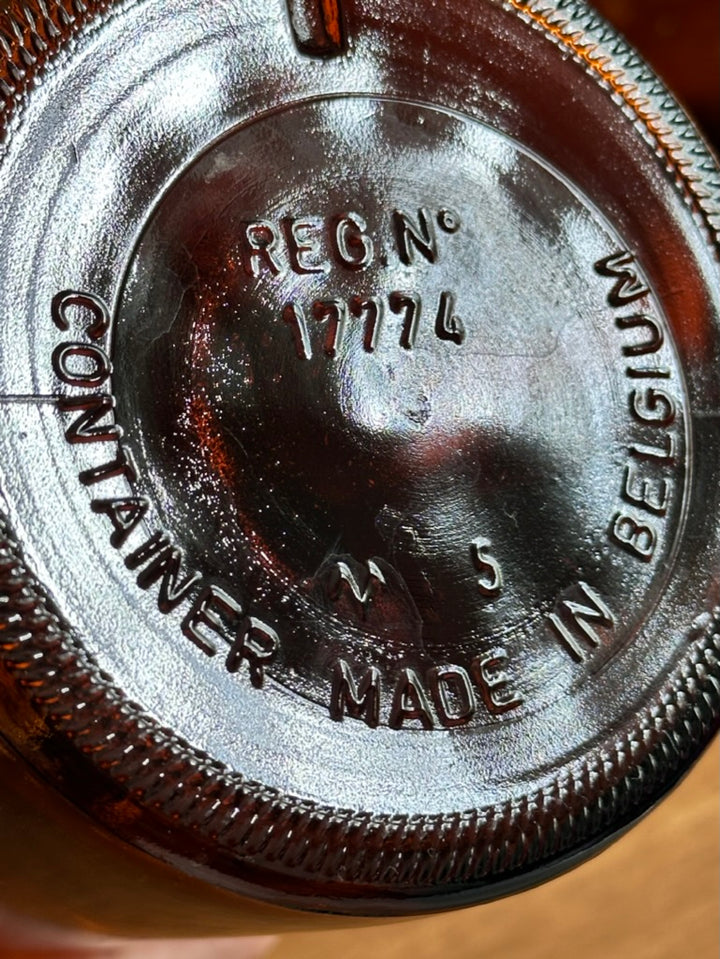 REG. Nº
17774
M 5
CONTAINER MADE IN BELGIUM